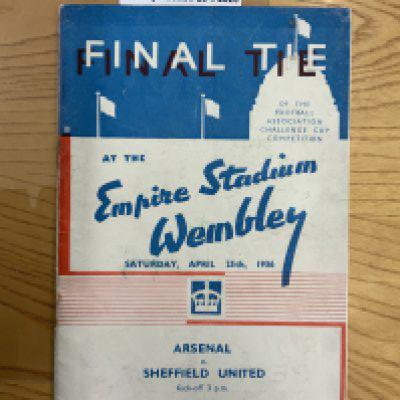 FINAL TIE
OF THE
FOOTBALL
ASSOCIATION
CHALLENGE CUP
COMPETITION
AT THE
Empire Stadium
Wembley
SATURDAY, APRIL 25th, 1936
ARSENAL
v.
SHEFFIELD UNITED
Kick-off 3 p.m.